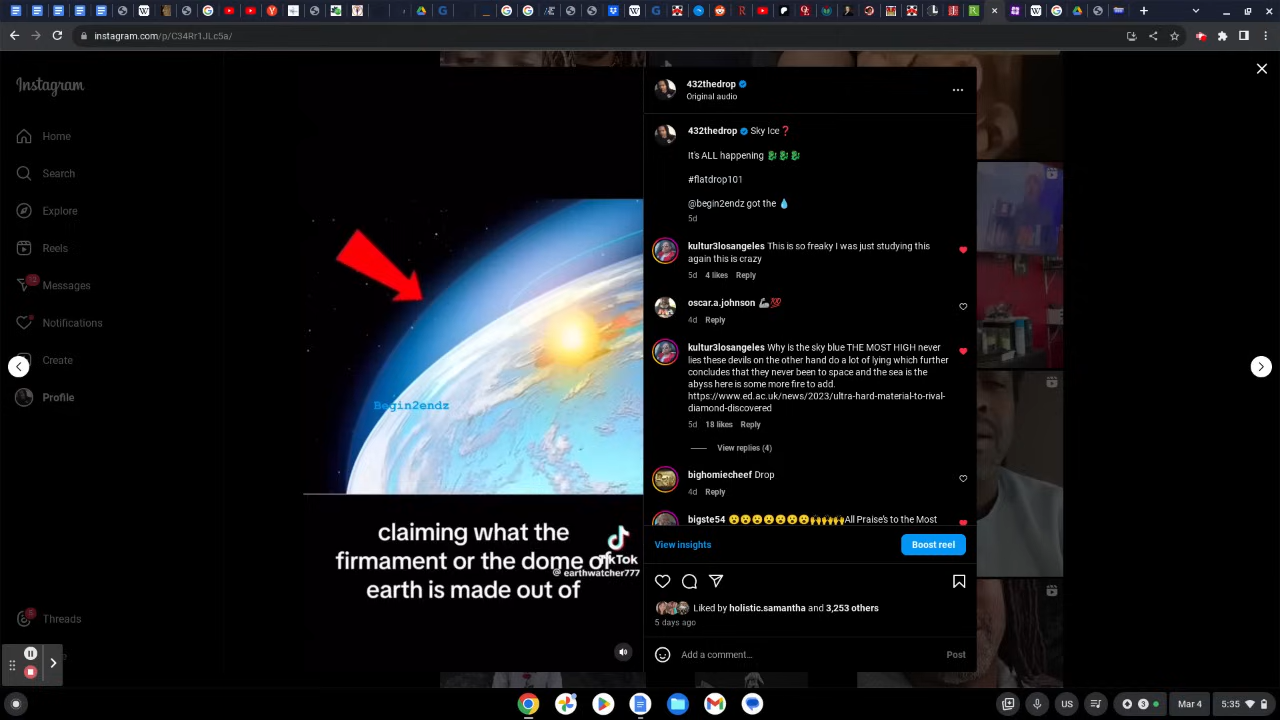 instagram.com/p/C34Rr1JLc5a/
Instagram
Home
Search
Explore
Reels
Messages
Notifications
Create
Profile
Threads
Begin2endz
claiming what the
firmament or the dome of
earth is made out of
TikTok
@ earthwatcher777
432thedrop
Original audio
432thedrop Sky Ice❓
It's ALL happening 🐉🐉🐉
#flatdrop101
@begin2endz got the 💧
5d
kultur3losangeles This is so freaky I was just studying this
again this is crazy
5d 4 likes Reply
oscar.a.johnson 🦾💯
4d Reply
kultur3losangeles Why is the sky blue THE MOST HIGH never
lies these devils on the other hand do a lot of lying which further
concludes that they never been to space and the sea is the
abyss here is some more fire to add.
https://www.ed.ac.uk/news/2023/ultra-hard-material-to-rival-
diamond-discovered
5d 18 likes Reply
View replies (4)
bighomiecheef Drop
4d Reply
bigste54 😮😮😮😮😮😮😮🙌🙌🙌All Praise's to the Most
View insights
Boost reel
Liked by holistic.samantha and 3,253 others
5 days ago
Add a comment…
Post
US
3
Mar 4
5:35